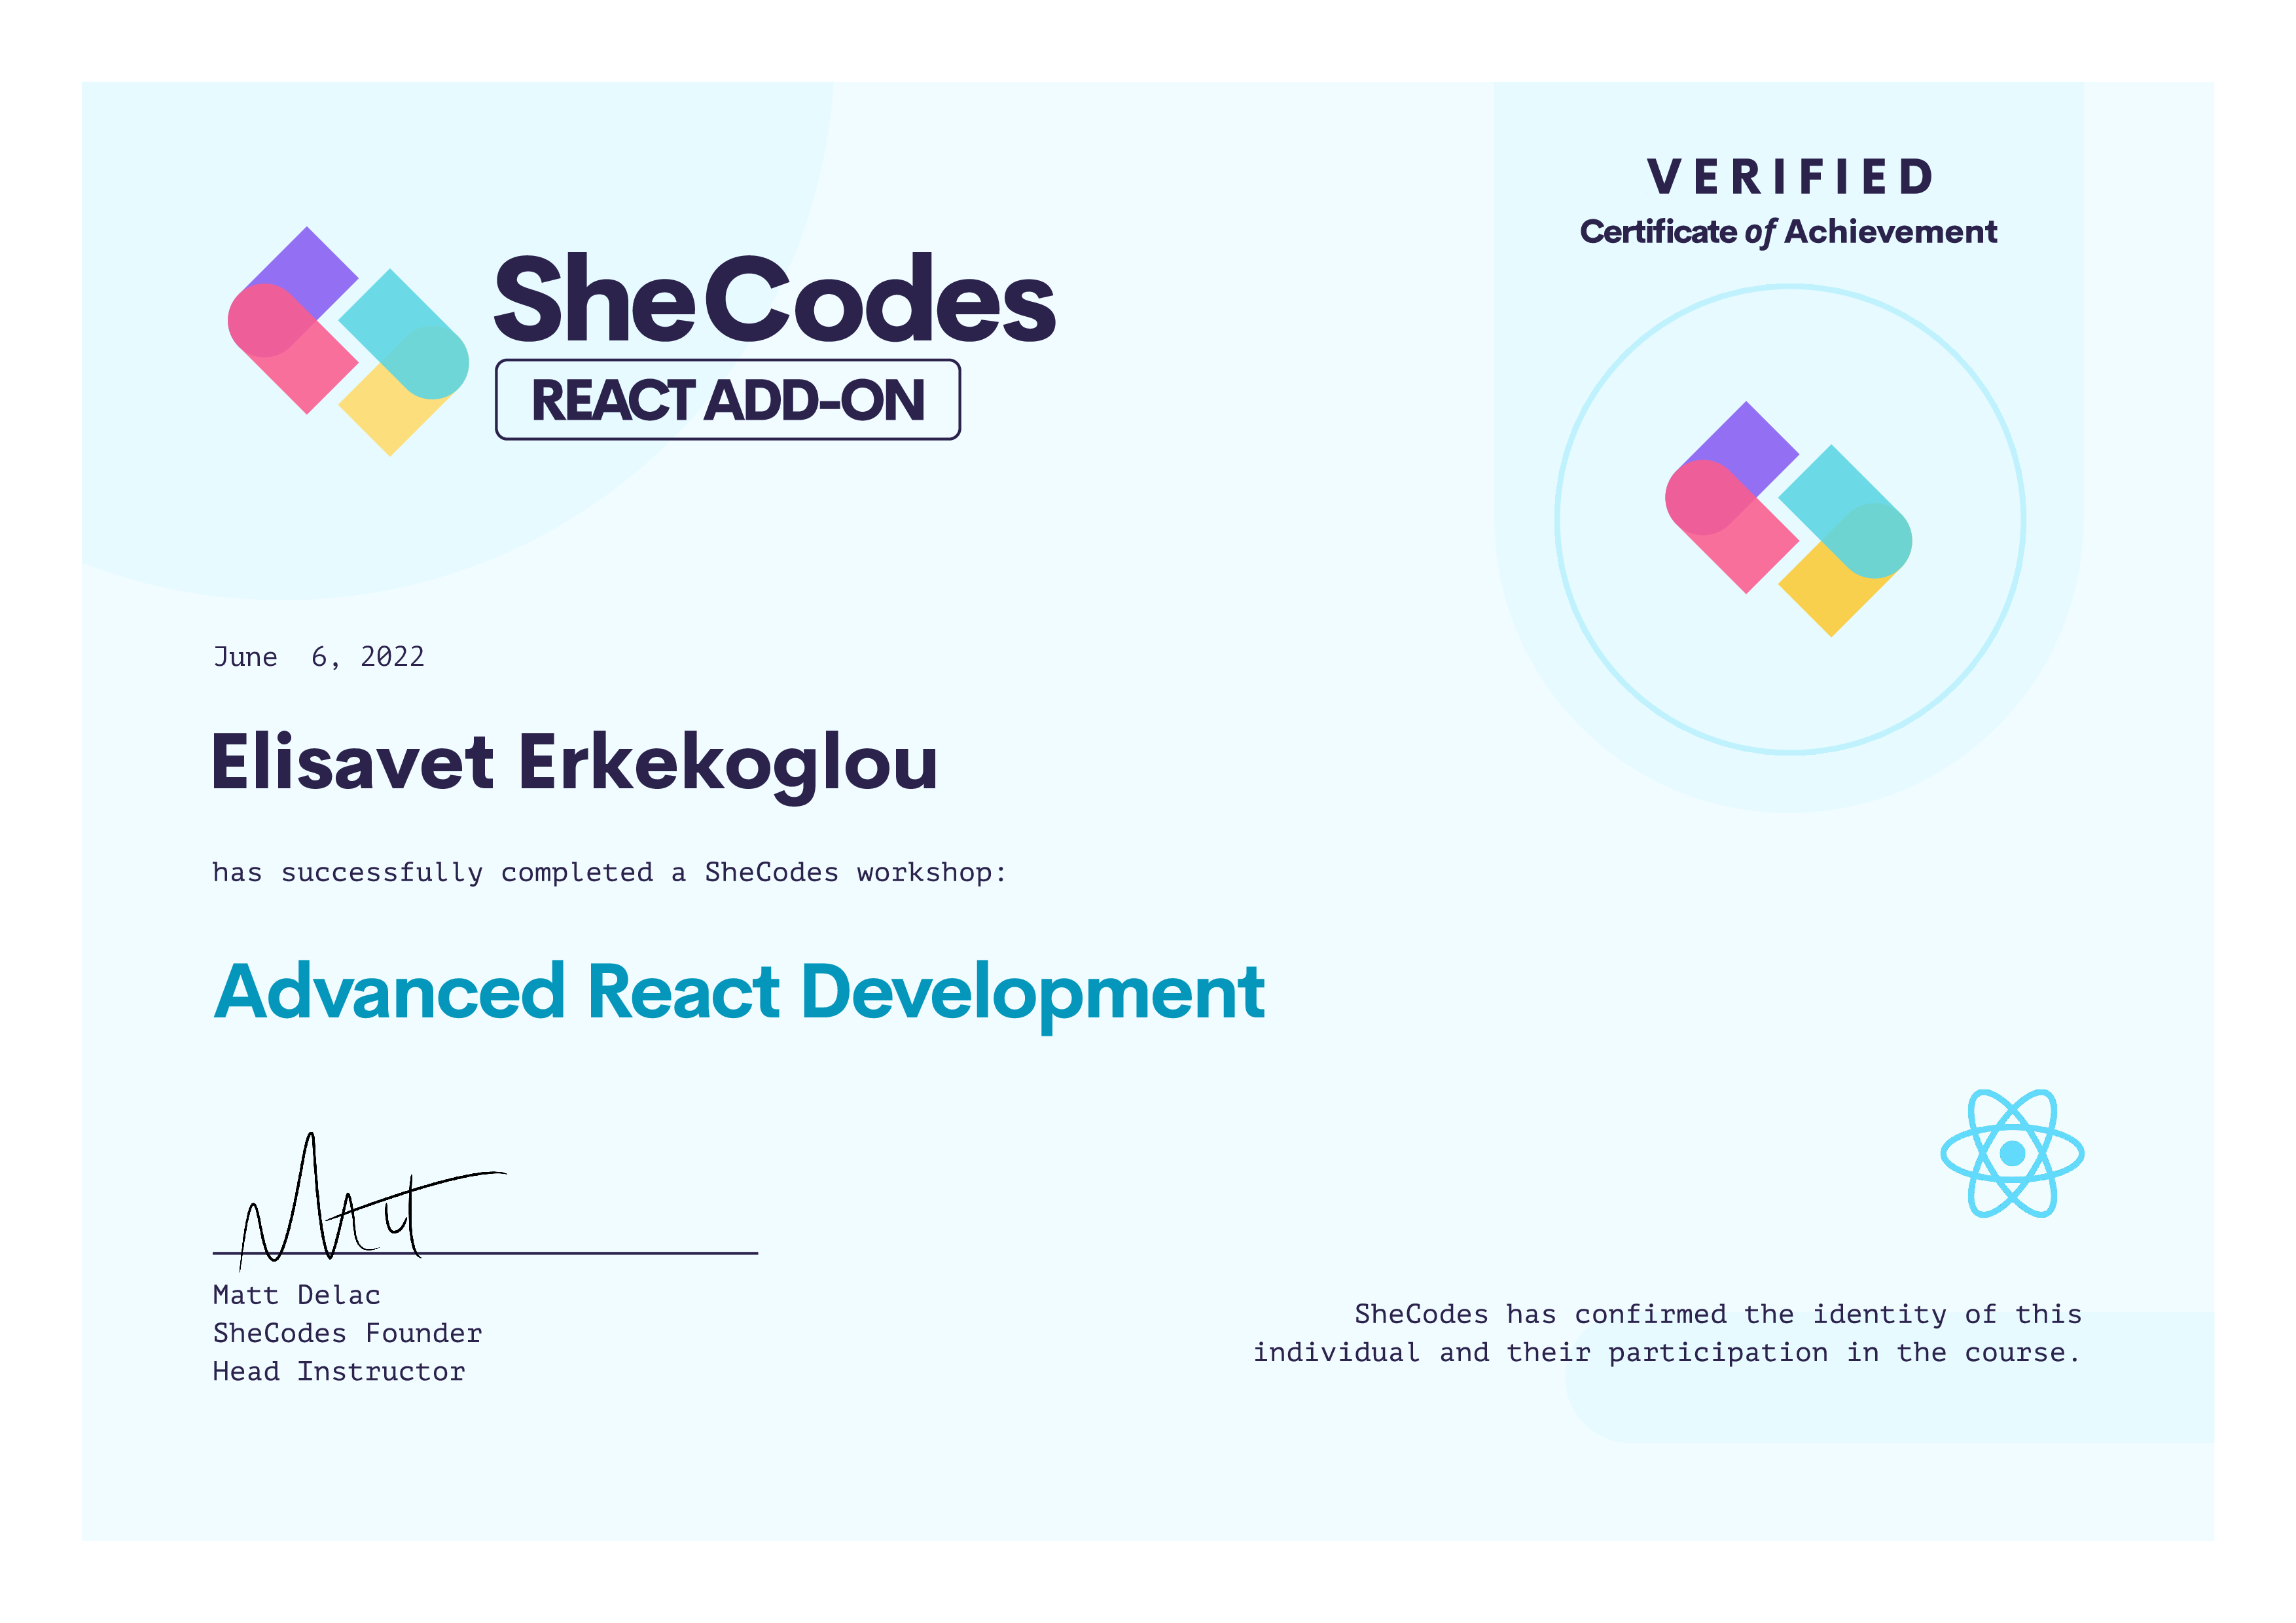 VERIFIED
Certificate of Achievement
SheCodes
REACT ADD-ON
June  6, 2022
Elisavet Erkekoglou
has successfully completed a SheCodes workshop:
Advanced React Development
Matt
Matt Delac
SheCodes Founder
Head Instructor
SheCodes has confirmed the identity of this
individual and their participation in the course.